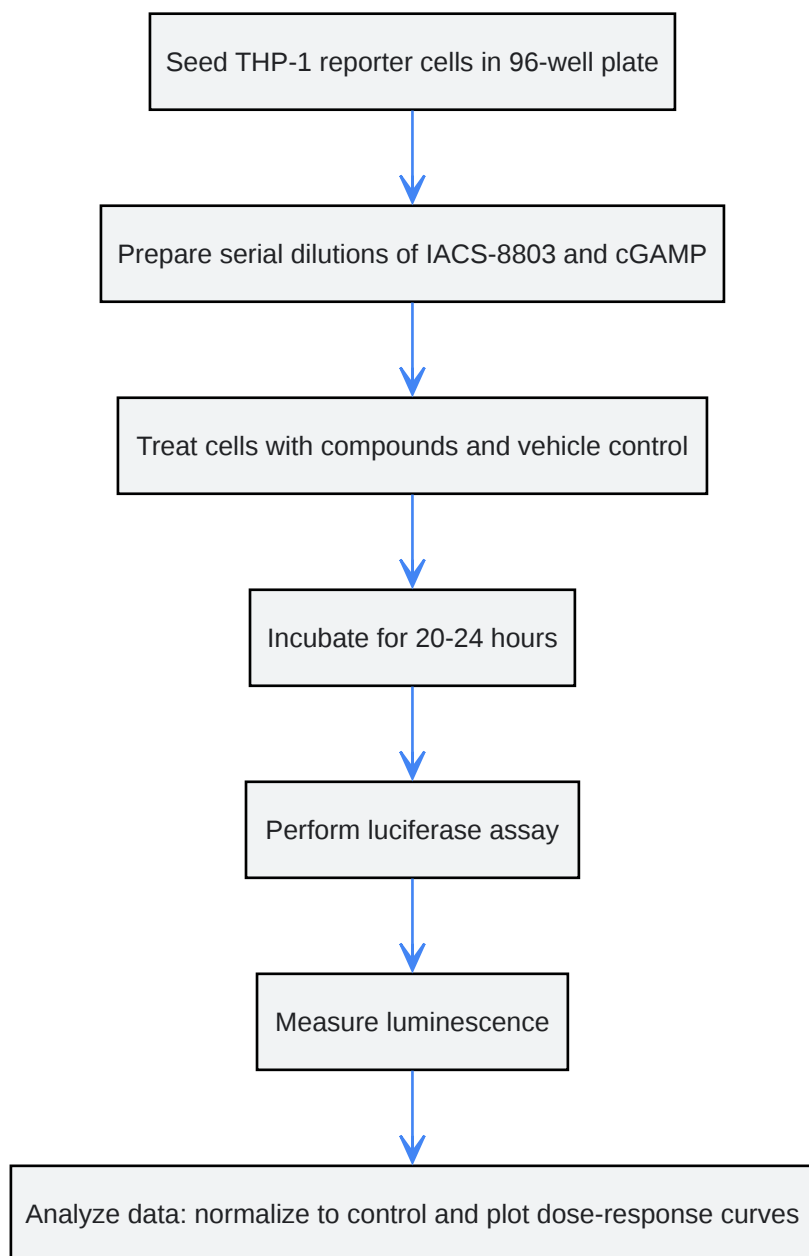 Seed THP-1 reporter cells in 96-well plate
Prepare serial dilutions of IACS-8803 and cGAMP
Treat cells with compounds and vehicle control
Incubate for 20-24 hours
Perform luciferase assay
Measure luminescence
Analyze data: normalize to control and plot dose-response curves